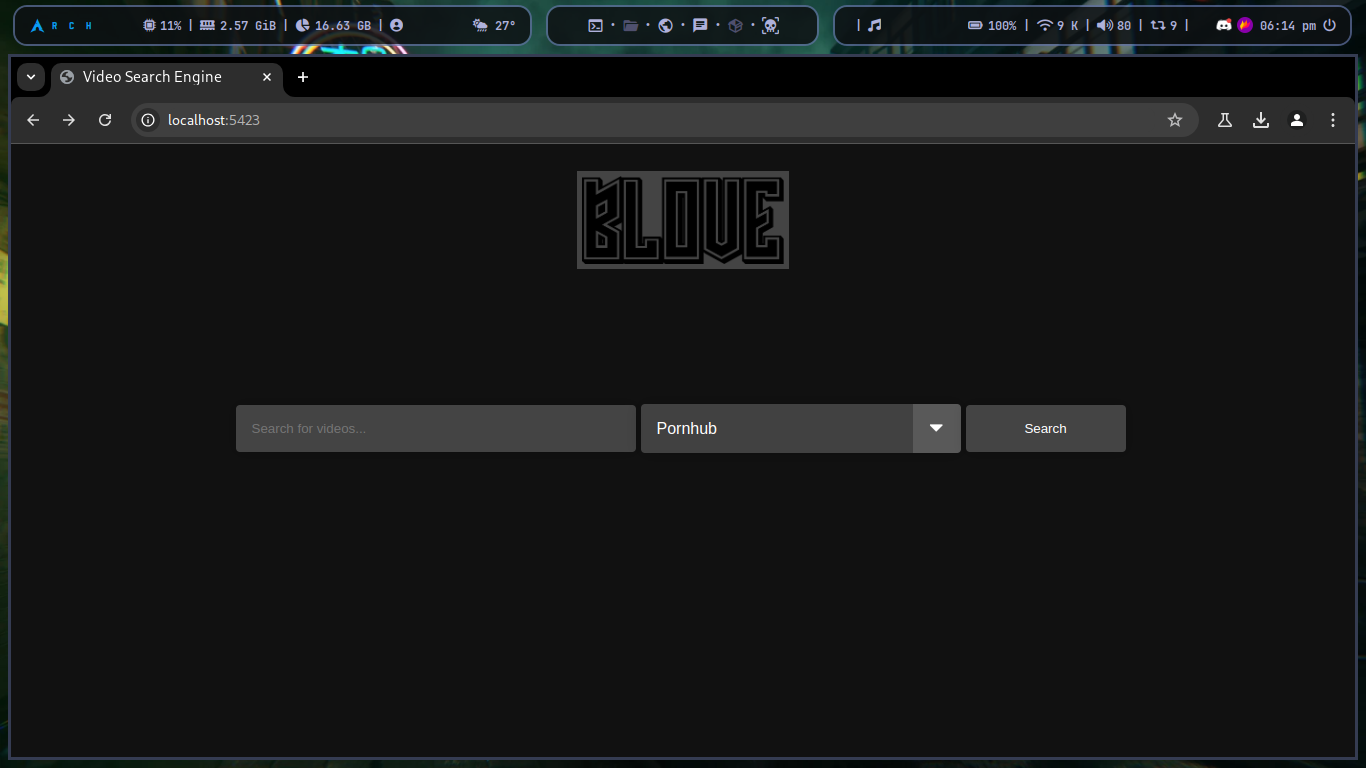 A R C H 11% | 2.57 GiB | 16.63 GB | 27° | 100% | 9 K | 80 | 9 | 06:14 pm
Video Search Engine
localhost:5423
BLOVE
Search for videos...
Pornhub
Search